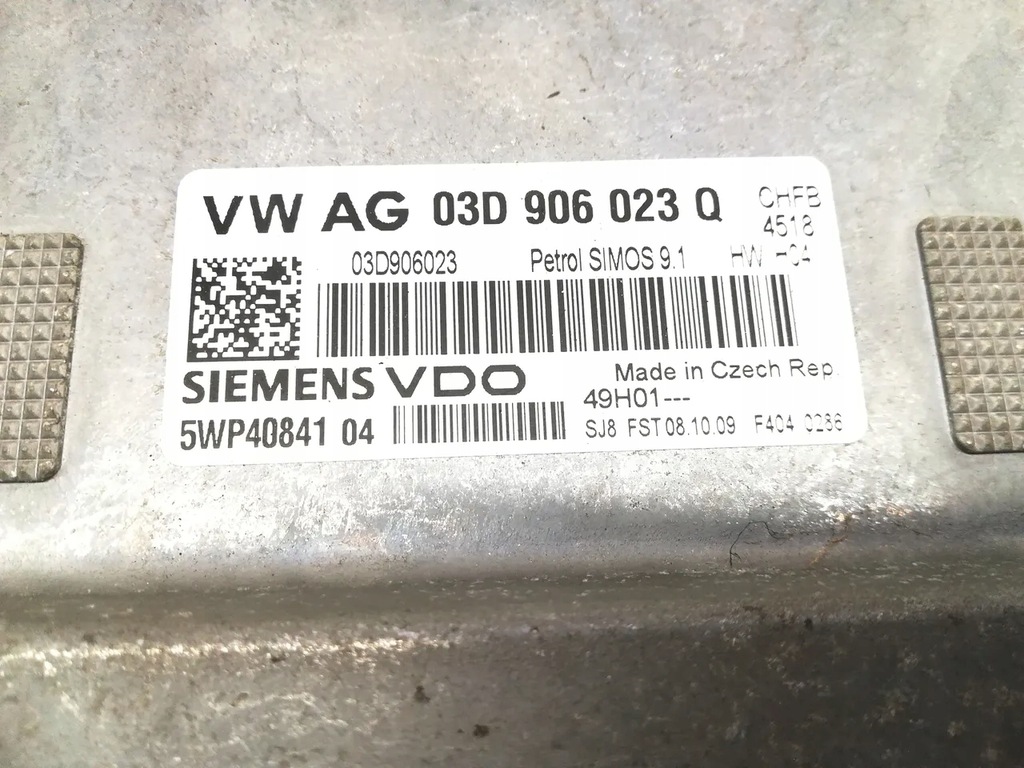 VW AG 03D 906 023 Q CHFB
4518
03D906023 Petrol SIMOS 9.1 HW H04
SIEMENS VDO Made in Czech Rep.
49H01---
5WP40841 04 SJ8 FST 08.10.09 F404 0286